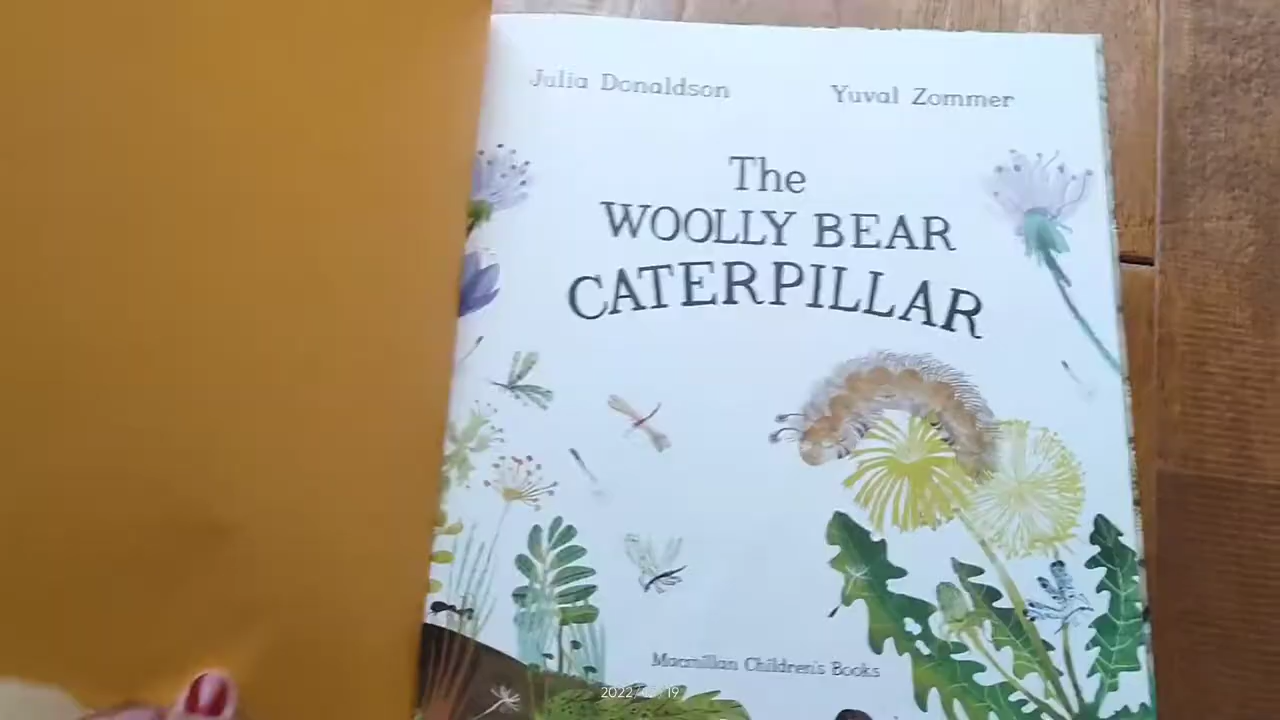 Julia Donaldson Yuval Zommer
The
WOOLLY BEAR
CATERPILLAR
Macmillan Children's Books